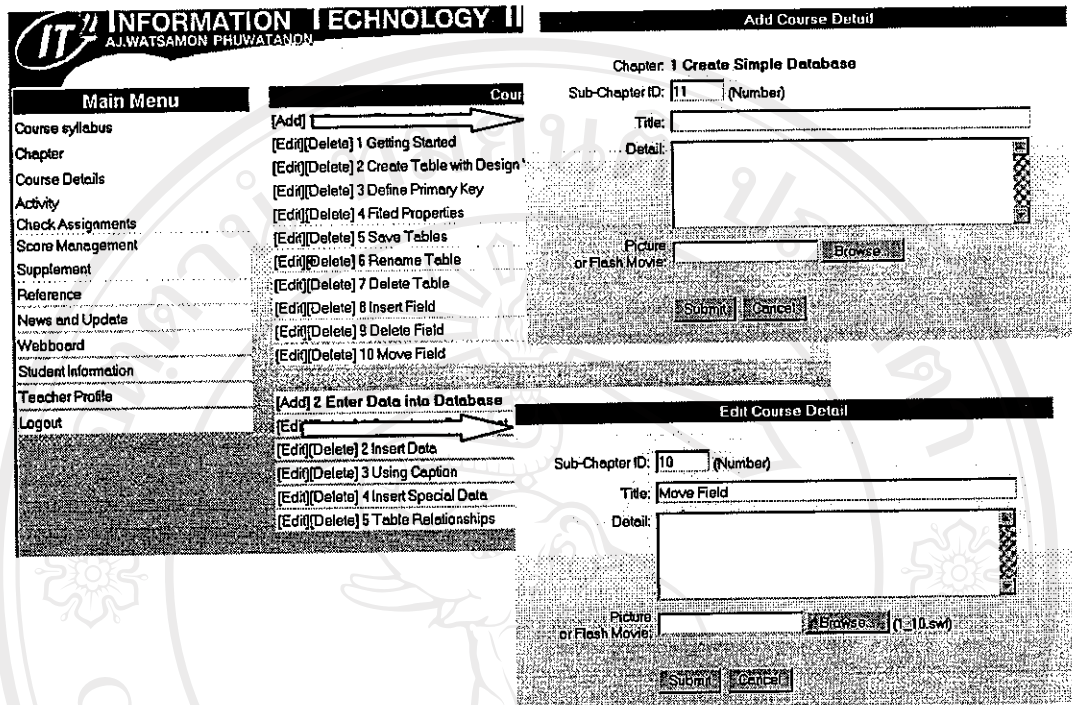 IT
INFORMATION TECHNOLOGY II
AJ.WATSAMON PHUWATANON
Main Menu
Course syllabus
Chapter
Course Details
Activity
Check Assignments
Score Management
Supplement
Reference
News and Update
Webboard
Student Information
Teacher Profile
Logout
Cour
[Add] 1
[Edit][Delete] 1 Getting Started
[Edit][Delete] 2 Create Table with Design
[Edit][Delete] 3 Define Primary Key
[Edit][Delete] 4 Filed Properties
[Edit][Delete] 5 Save Tables
[Edit][Delete] 6 Rename Table
[Edit][Delete] 7 Delete Table
[Edit][Delete] 8 Insert Field
[Edit][Delete] 9 Delete Field
[Edit][Delete] 10 Move Field
[Add] 2 Enter Data into Database
[Edi
[Edit][Delete] 2 Insert Data
[Edit][Delete] 3 Using Caption
[Edit][Delete] 4 Insert Special Data
[Edit][Delete] 5 Table Relationships
Add Course Detail
Chapter: 1 Create Simple Database
Sub-Chapter ID: 11 (Number)
Title:
Detail:
Picture
or Flash Movie: Browse...
Submit Cancel
Edit Course Detail
Sub-Chapter ID: 10 (Number)
Title: Move Field
Detail:
Picture
or Flash Movie: Browse... (1_10.swf)
Submit Cancel